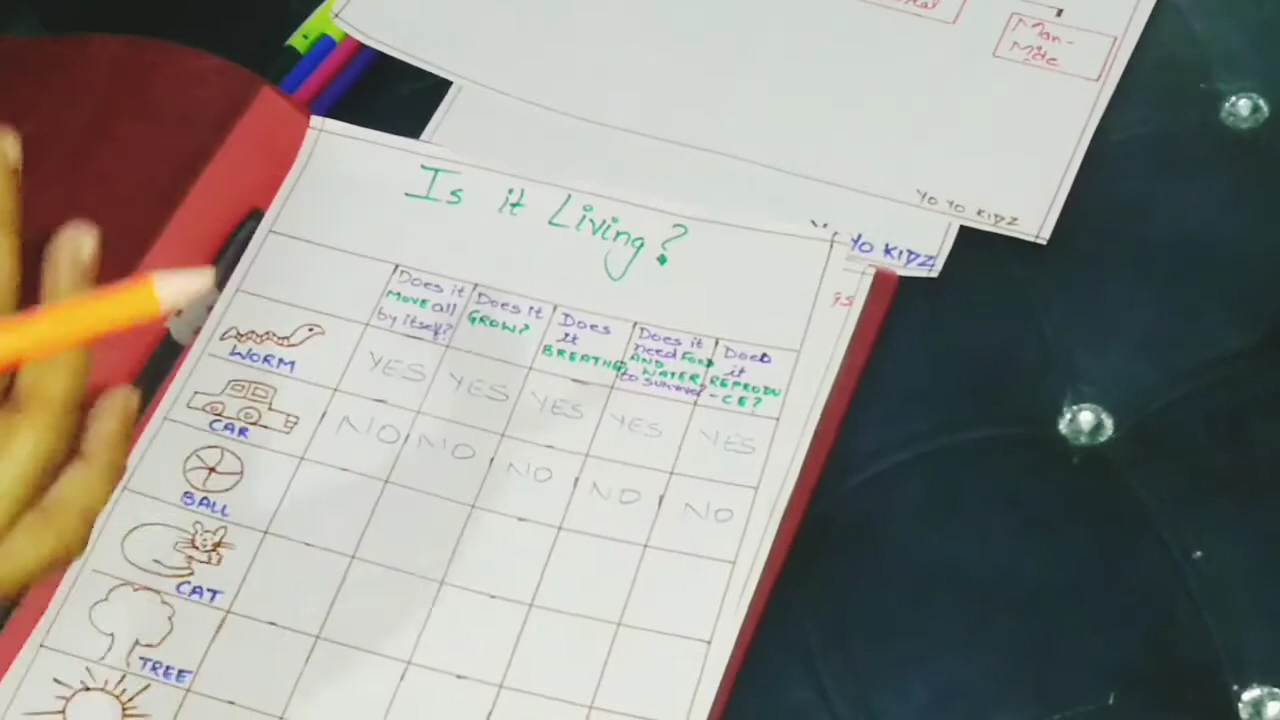 Man-
Made
YO YO KIDZ
YO KIDZ
is
Is it Living?
Does it
MOVE all
by itself?
Does it
GROW?
Does
It
BREATHE?
Does it
need FOOD
AND
WATER
to survive?
Does
it
REPRODU
-CE?
WORM
YES
YES
YES
YES
YES
CAR
NO
NO
NO
NO
NO
BALL
CAT
TREE